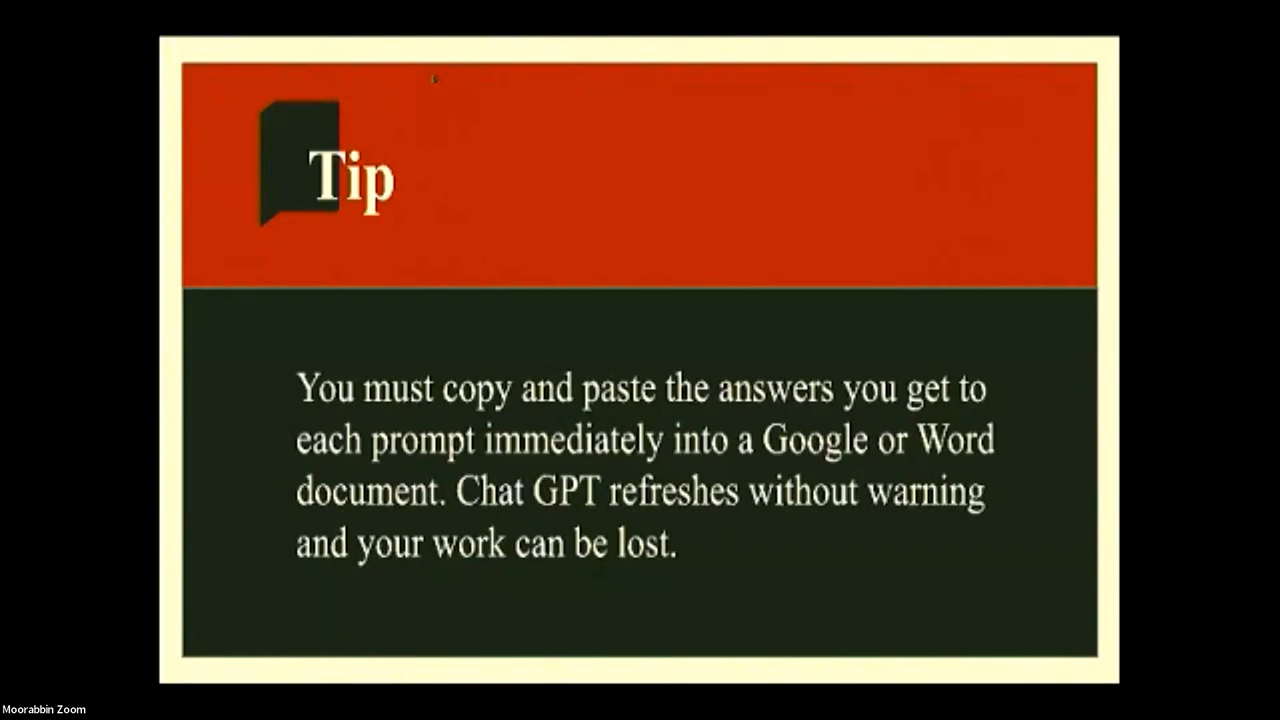 Tip
You must copy and paste the answers you get to
each prompt immediately into a Google or Word
document. Chat GPT refreshes without warning
and your work can be lost.
Moorabbin Zoom